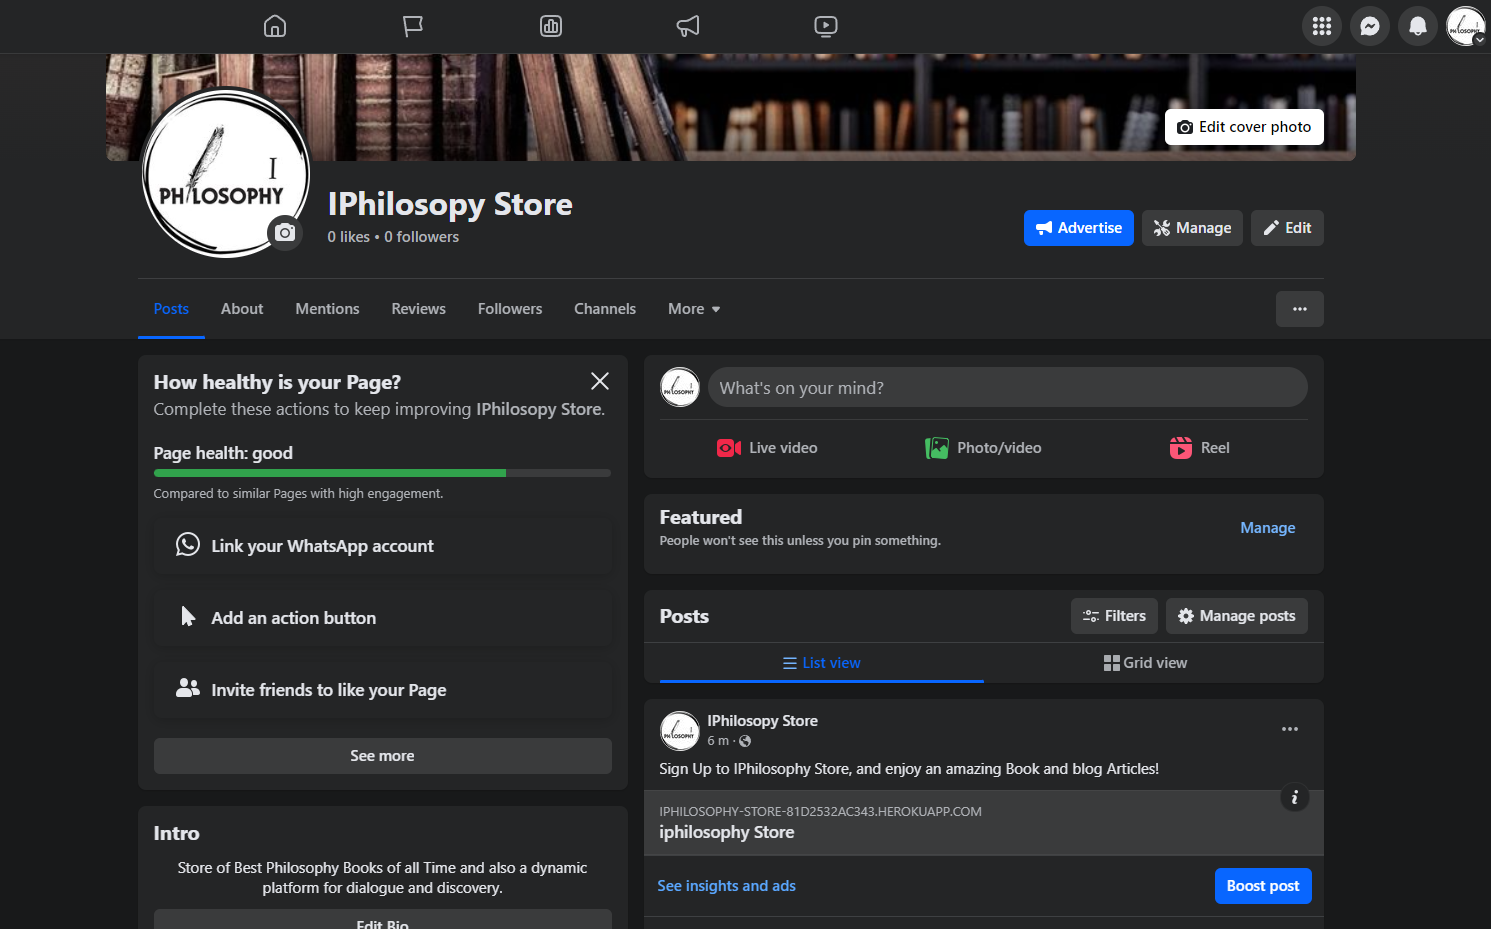 Edit cover photo
I
PHILOSOPHY
IPhilosopy Store
0 likes • 0 followers
Advertise
Manage
Edit
Posts
About
Mentions
Reviews
Followers
Channels
More
How healthy is your Page?
Complete these actions to keep improving IPhilosopy Store.
Page health: good
Compared to similar Pages with high engagement.
Link your WhatsApp account
Add an action button
Invite friends to like your Page
See more
Intro
Store of Best Philosophy Books of all Time and also a dynamic
platform for dialogue and discovery.
Edit Bio
What's on your mind?
Live video
Photo/video
Reel
Featured
Manage
People won't see this unless you pin something.
Posts
Filters
Manage posts
List view
Grid view
IPhilosopy Store
6 m ·
Sign Up to IPhilosophy Store, and enjoy an amazing Book and blog Articles!
IPHILOSOPHY-STORE-81D2532AC343.HEROKUAPP.COM
iphilosophy Store
See insights and ads
Boost post